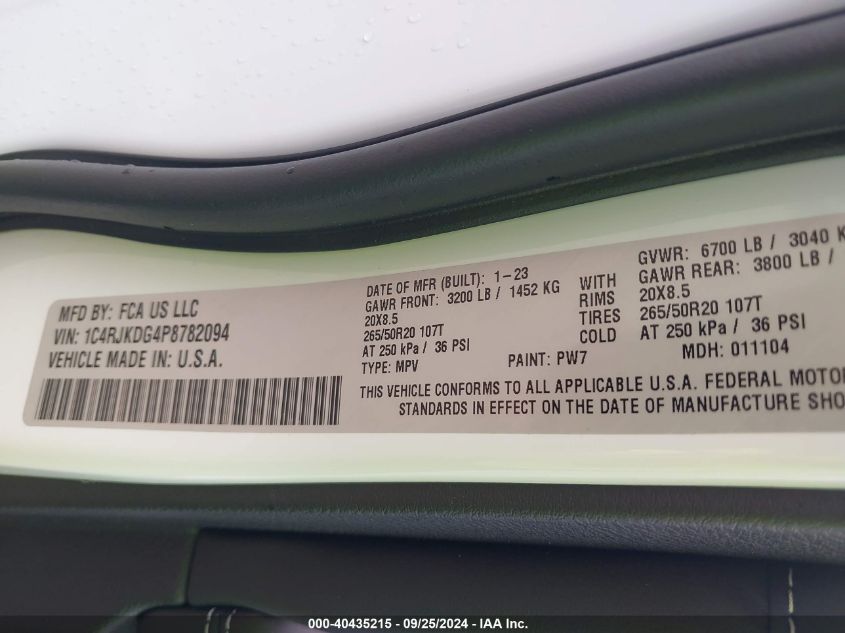 MFD BY: FCA US LLC
VIN: 1C4RJKDG4P8782094
VEHICLE MADE IN: U.S.A.
DATE OF MFR (BUILT): 1-23
GAWR FRONT: 3200 LB / 1452 KG
20X8.5
265/50R20 107T
AT 250 kPa / 36 PSI
TYPE: MPV
PAINT: PW7
WITH
RIMS
TIRES
COLD
GVWR: 6700 LB / 3040 K
GAWR REAR: 3800 LB /
20X8.5
265/50R20 107T
AT 250 kPa / 36 PSI
MDH: 011104
THIS VEHICLE CONFORMS TO ALL APPLICABLE U.S.A. FEDERAL MOTO
STANDARDS IN EFFECT ON THE DATE OF MANUFACTURE SHO
000-40435215 - 09/25/2024 - IAA Inc.